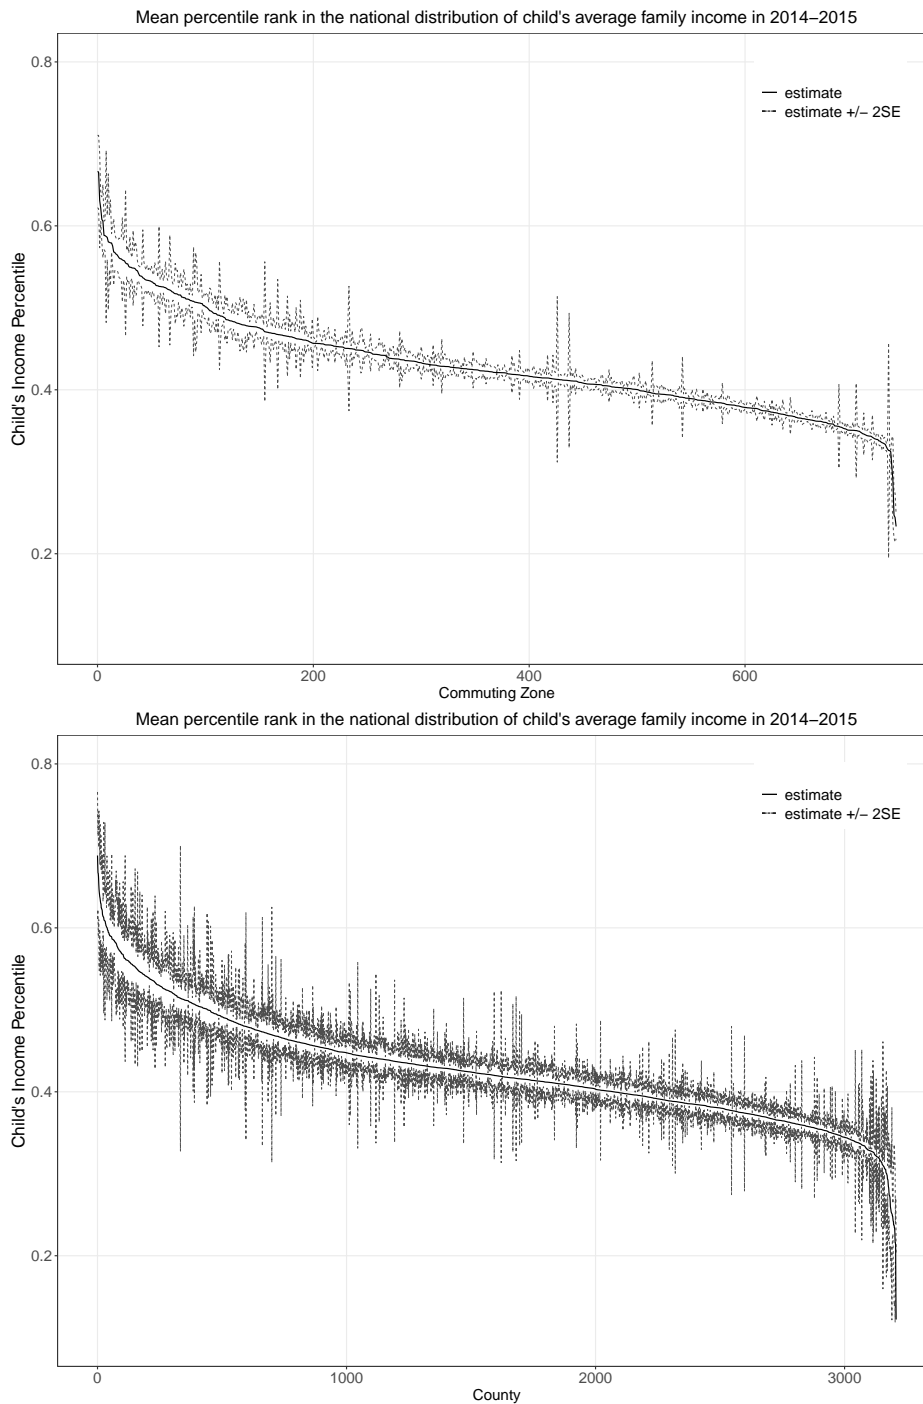 Mean percentile rank in the national distribution of child's average family income in 2014−2015
0.8
estimate
estimate +/− 2SE
0.6
Child's Income Percentile
0.4
0.2
0 200 400 600
Commuting Zone
Mean percentile rank in the national distribution of child's average family income in 2014−2015
0.8
estimate
estimate +/− 2SE
0.6
Child's Income Percentile
0.4
0.2
0 1000 2000 3000
County